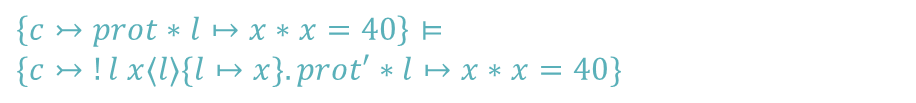 {c ↣ prot ∗ l ↦ x ∗ x = 40} ⊨
{c ↣ ! l x⟨l⟩{l ↦ x}. prot′ ∗ l ↦ x ∗ x = 40}